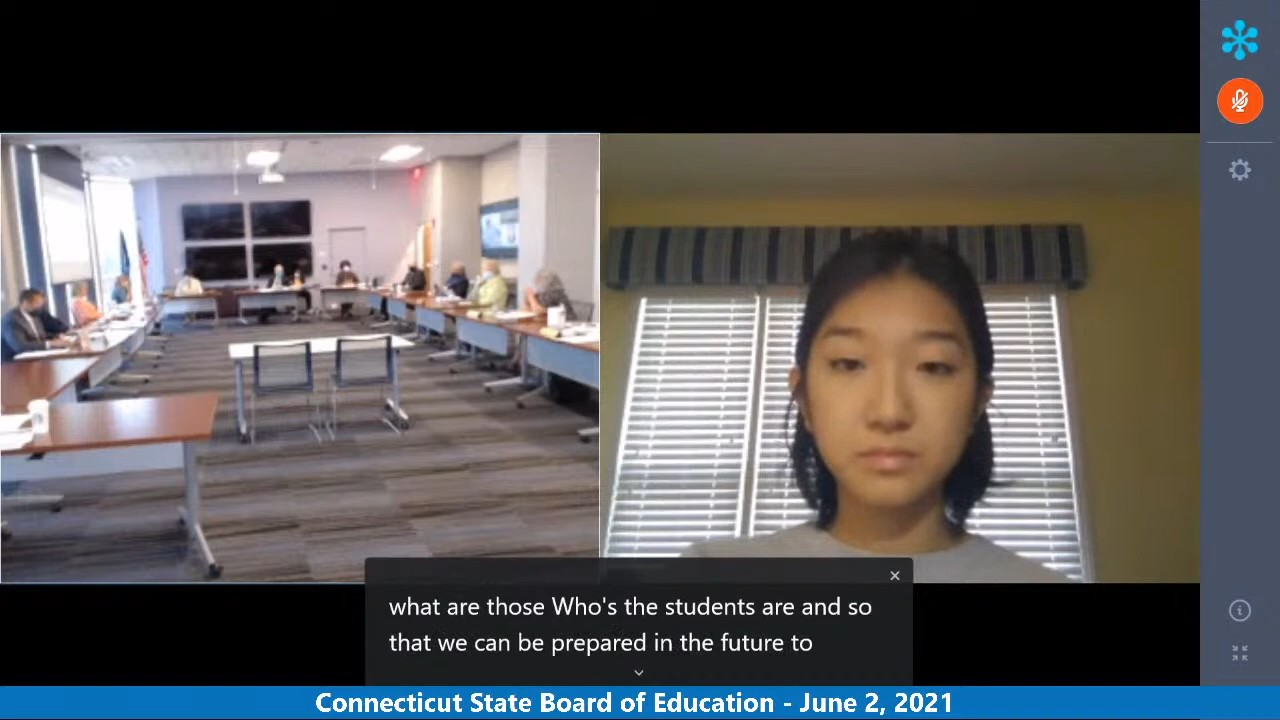 what are those Who's the students are and so
that we can be prepared in the future to
Connecticut State Board of Education - June 2, 2021